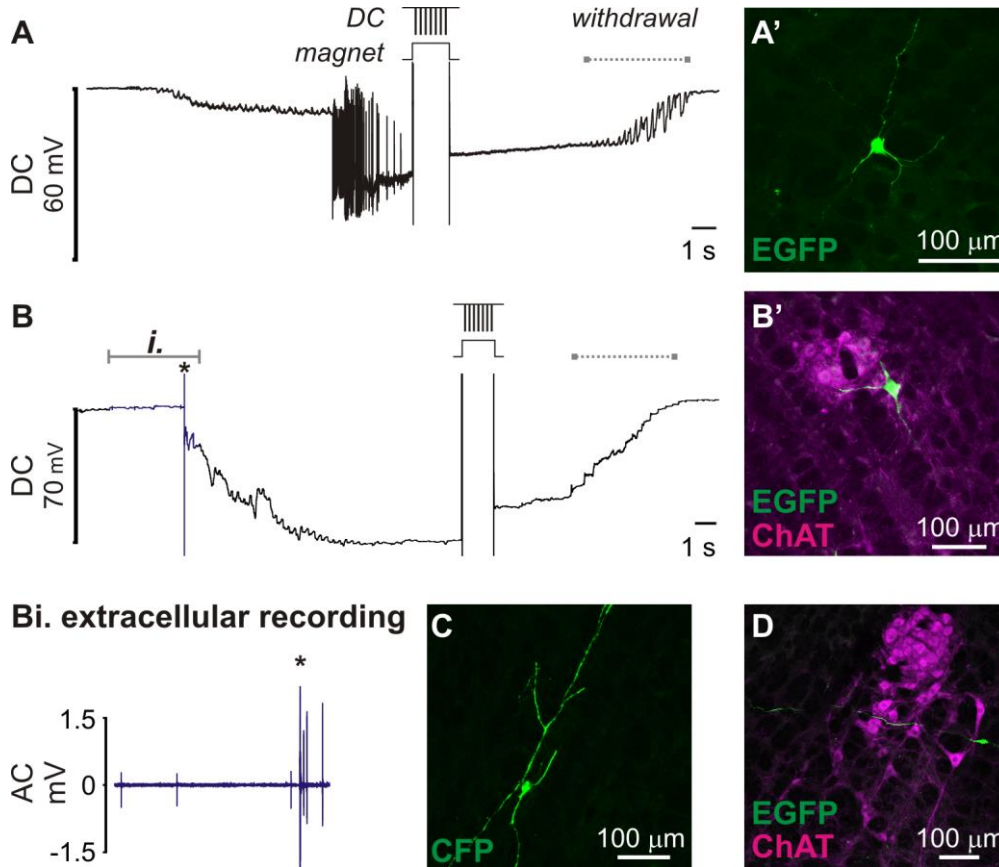 A
DC
magnet
withdrawal
DC
60 mV
1 s
A’
EGFP
100 µm
B
i.
*
DC
70 mV
1 s
B’
EGFP
ChAT
100 µm
Bi. extracellular recording
*
AC
mV
1.5
0
-1.5
C
CFP
100 µm
D
EGFP
ChAT
100 µm